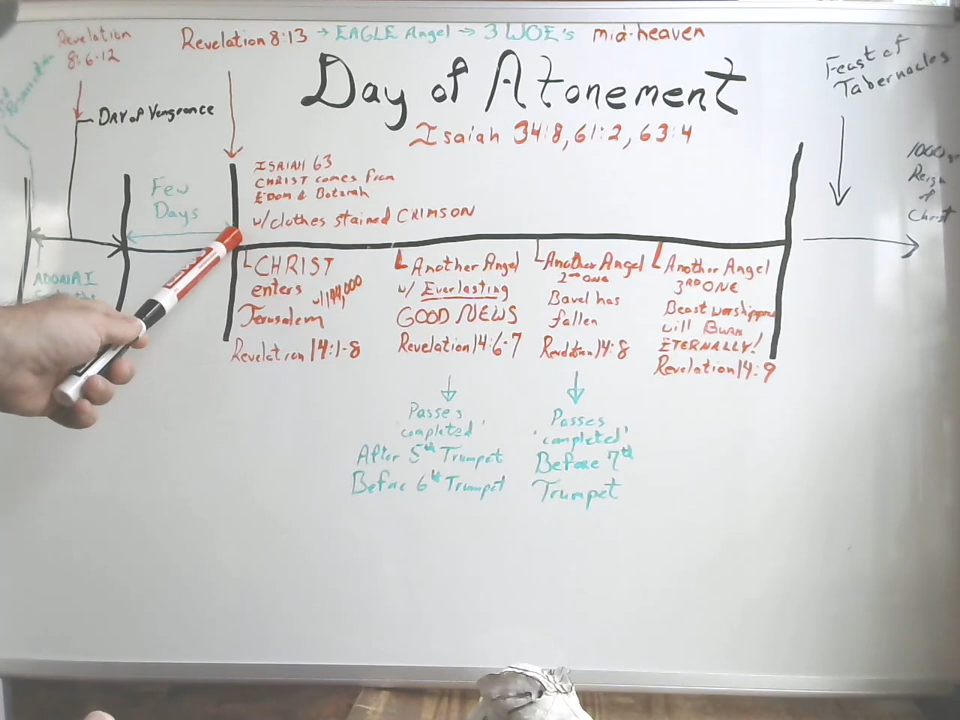 Revelation
8:6-12
Revelation 8:13 → EAGLE Angel → 3 WOE's mid-heaven
Day of Atonement
Isaiah 34:8, 61:2, 63:4
Feast of
Tabernacles
DAY of Vengeance
Few
Days
ISAIAH 63
CHRIST comes from
EDOM & Botzrah
w/clothes stained CRIMSON
1000
Reign
of
Christ
ADONAI
CHRIST
enters
w/144,000
Jerusalem
Revelation 14:1-8
Another Angel
w/ Everlasting
GOOD NEWS
Revelation 14:6-7
Another Angel
2nd ONE
Bavel has
fallen
Revelation 14:8
Another Angel
3RD ONE
Beast worshippers
will Burn
ETERNALLY!
Revelation 14:9
Passes
'completed'
After 5th Trumpet
Before 6th Trumpet
Passes
'completed'
Before 7th
Trumpet